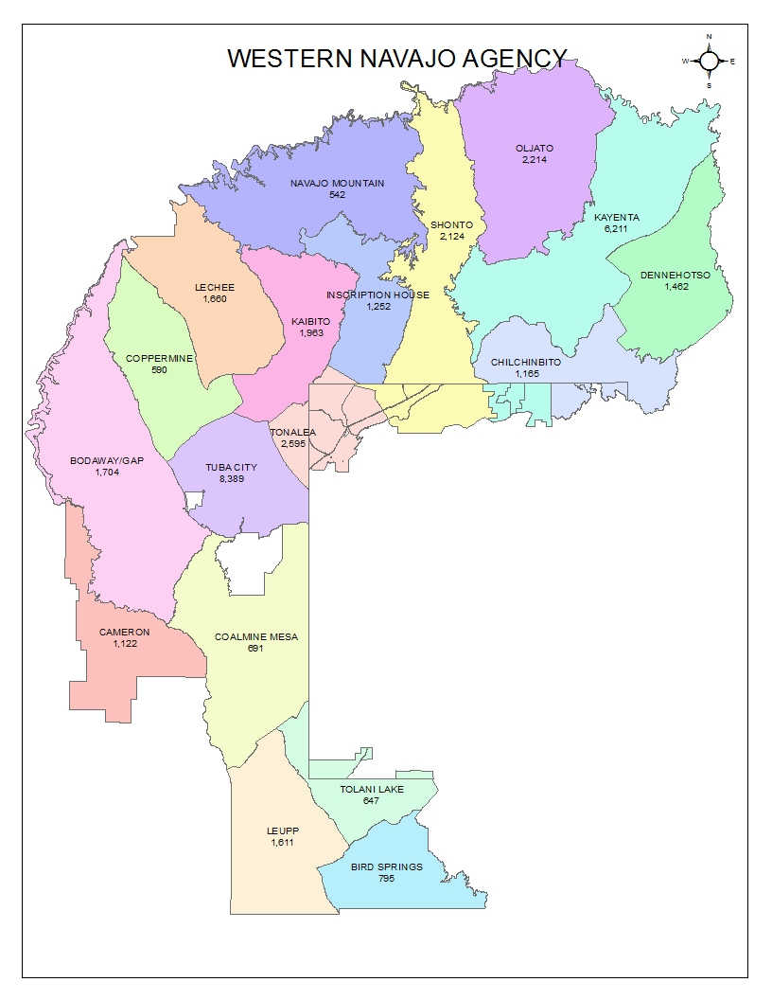 WESTERN NAVAJO AGENCY
N
W E
S
OLJATO
2,214
NAVAJO MOUNTAIN
542
KAYENTA
6,211
SHONTO
2,124
DENNEHOTSO
1,462
LECHEE
1,660
INSCRIPTION HOUSE
1,252
KAIBITO
1,963
COPPERMINE
590
CHILCHINBITO
1,165
TONALEA
2,595
BODAWAY/GAP
1,704
TUBA CITY
8,389
CAMERON
1,122
COALMINE MESA
691
TOLANI LAKE
647
LEUPP
1,611
BIRD SPRINGS
795